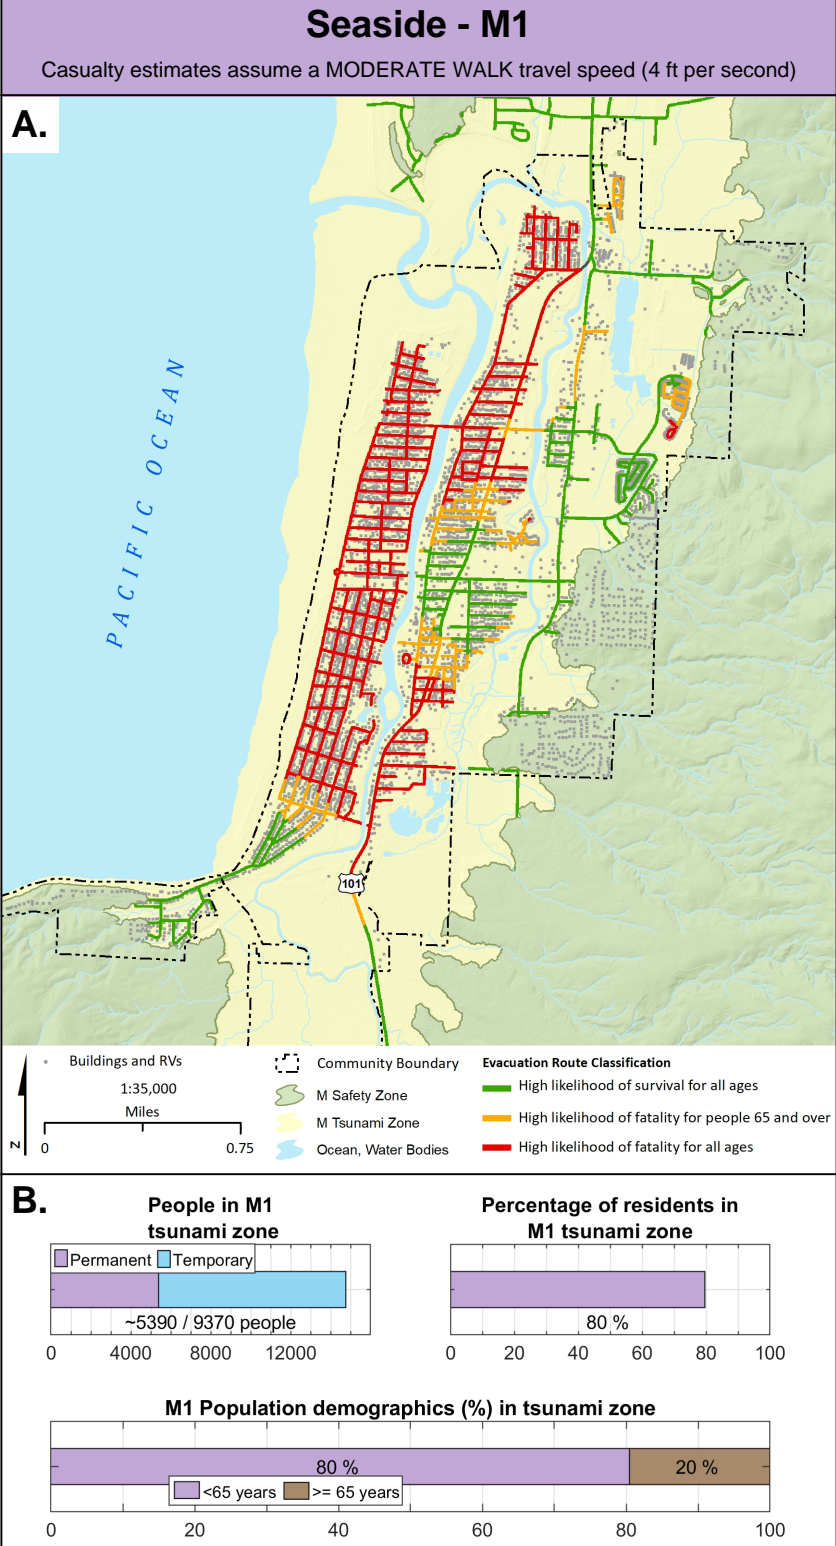 Seaside - M1
Casualty estimates assume a MODERATE WALK travel speed (4 ft per second)
A.
PACIFIC OCEAN
101
Buildings and RVs
1:35,000
Miles
0 0.75
N
Community Boundary
M Safety Zone
M Tsunami Zone
Ocean, Water Bodies
Evacuation Route Classification
High likelihood of survival for all ages
High likelihood of fatality for people 65 and over
High likelihood of fatality for all ages
B.
People in M1
tsunami zone
Permanent Temporary
~5390 / 9370 people
0 4000 8000 12000
Percentage of residents in
M1 tsunami zone
80 %
0 20 40 60 80 100
M1 Population demographics (%) in tsunami zone
80 % 20 %
<65 years >= 65 years
0 20 40 60 80 100